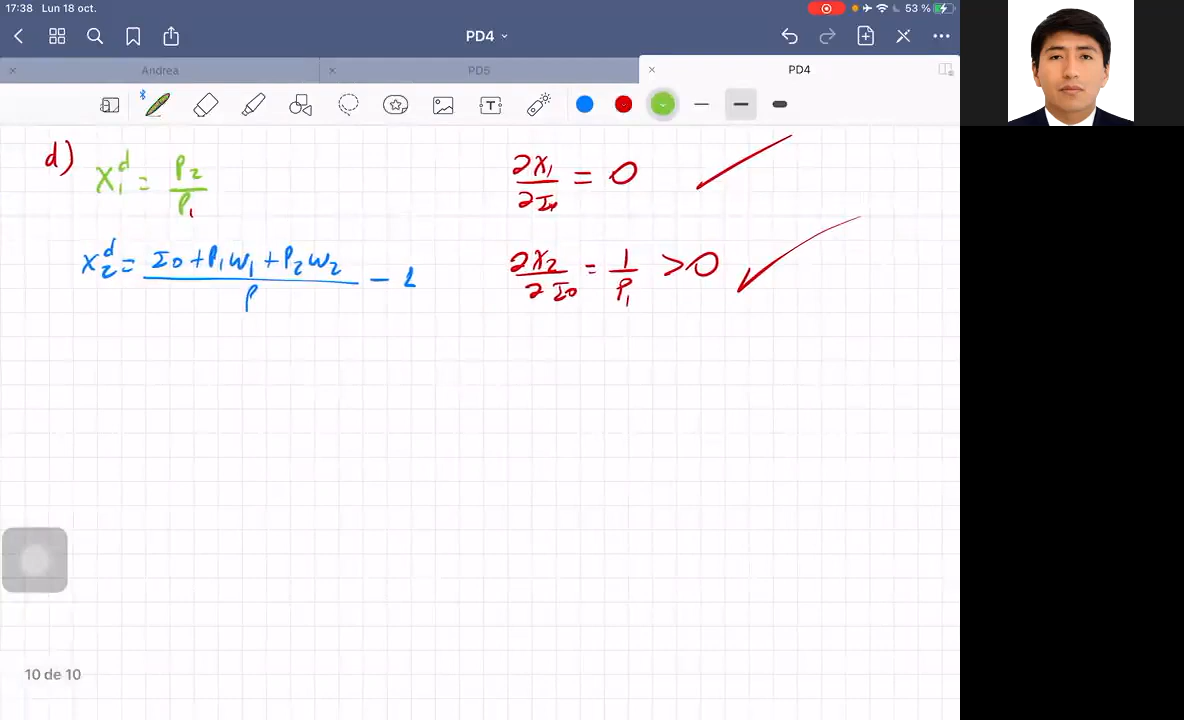 17:38 Lun 18 oct. 53 %
PD4
Andrea PD5 PD4
d) X₁ᵈ = P₂/P₁
∂X₁/∂I₀ = 0
X₂ᵈ = (I0 + P₁W₁ + P₂W₂)/P − 1
∂X₂/∂I0 = 1/P₁ > 0
10 de 10